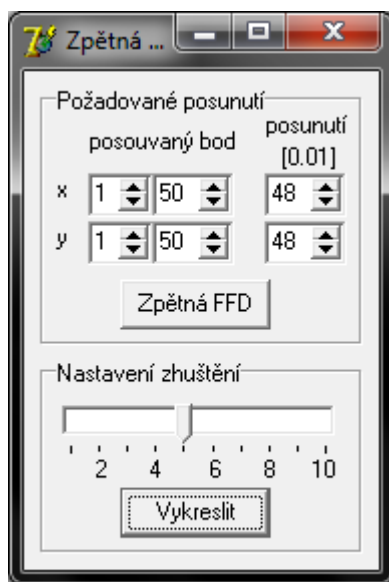 Zpětná ...
Požadované posunutí
posouvaný bod
posunutí
[0.01]
x 1 50 48
y 1 50 48
Zpětná FFD
Nastavení zhuštění
2 4 6 8 10
Vykreslit